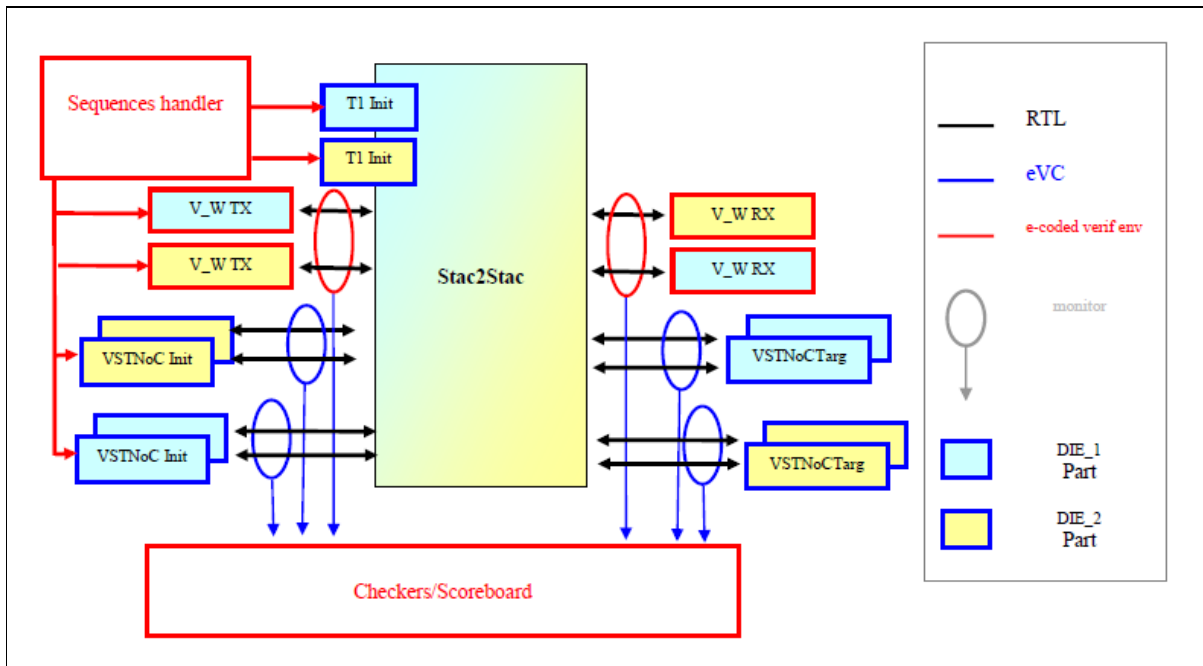 Sequences handler
T1 Init
T1 Init
V_W TX
V_W TX
VSTNoC Init
VSTNoC Init
Stac2Stac
V_W RX
V_W RX
VSTNoCTarg
VSTNoCTarg
Checkers/Scoreboard
RTL
eVC
e-coded verif env
monitor
DIE_1
Part
DIE_2
Part